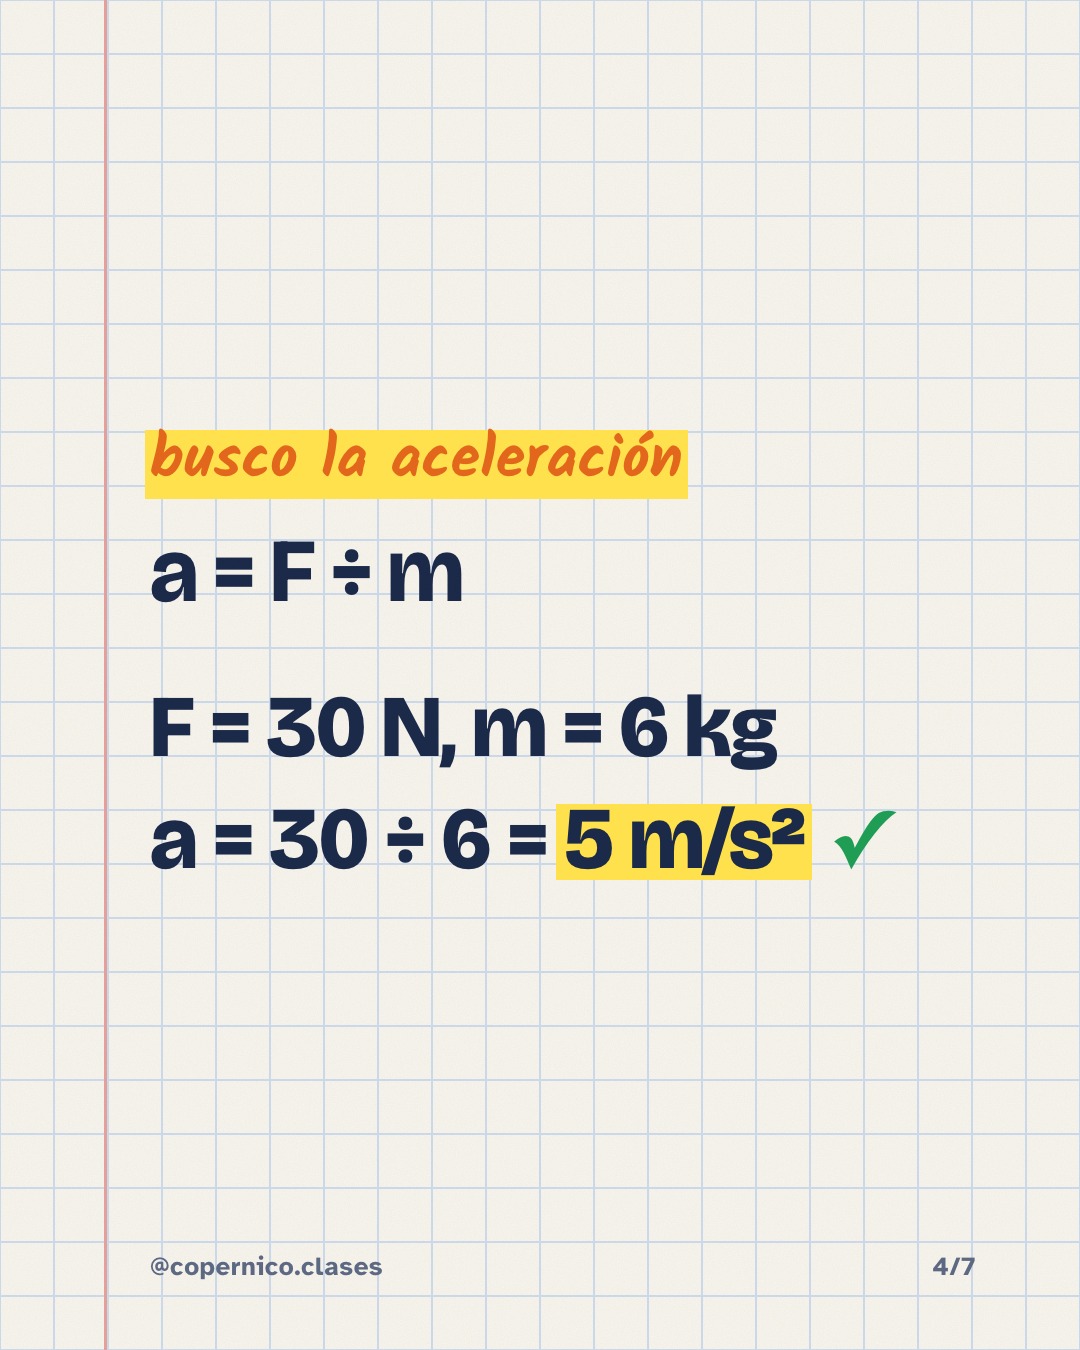 busco la aceleración
a = F ÷ m
F = 30 N, m = 6 kg
a = 30 ÷ 6 = 5 m/s² ✓
@copernico.clases
4/7